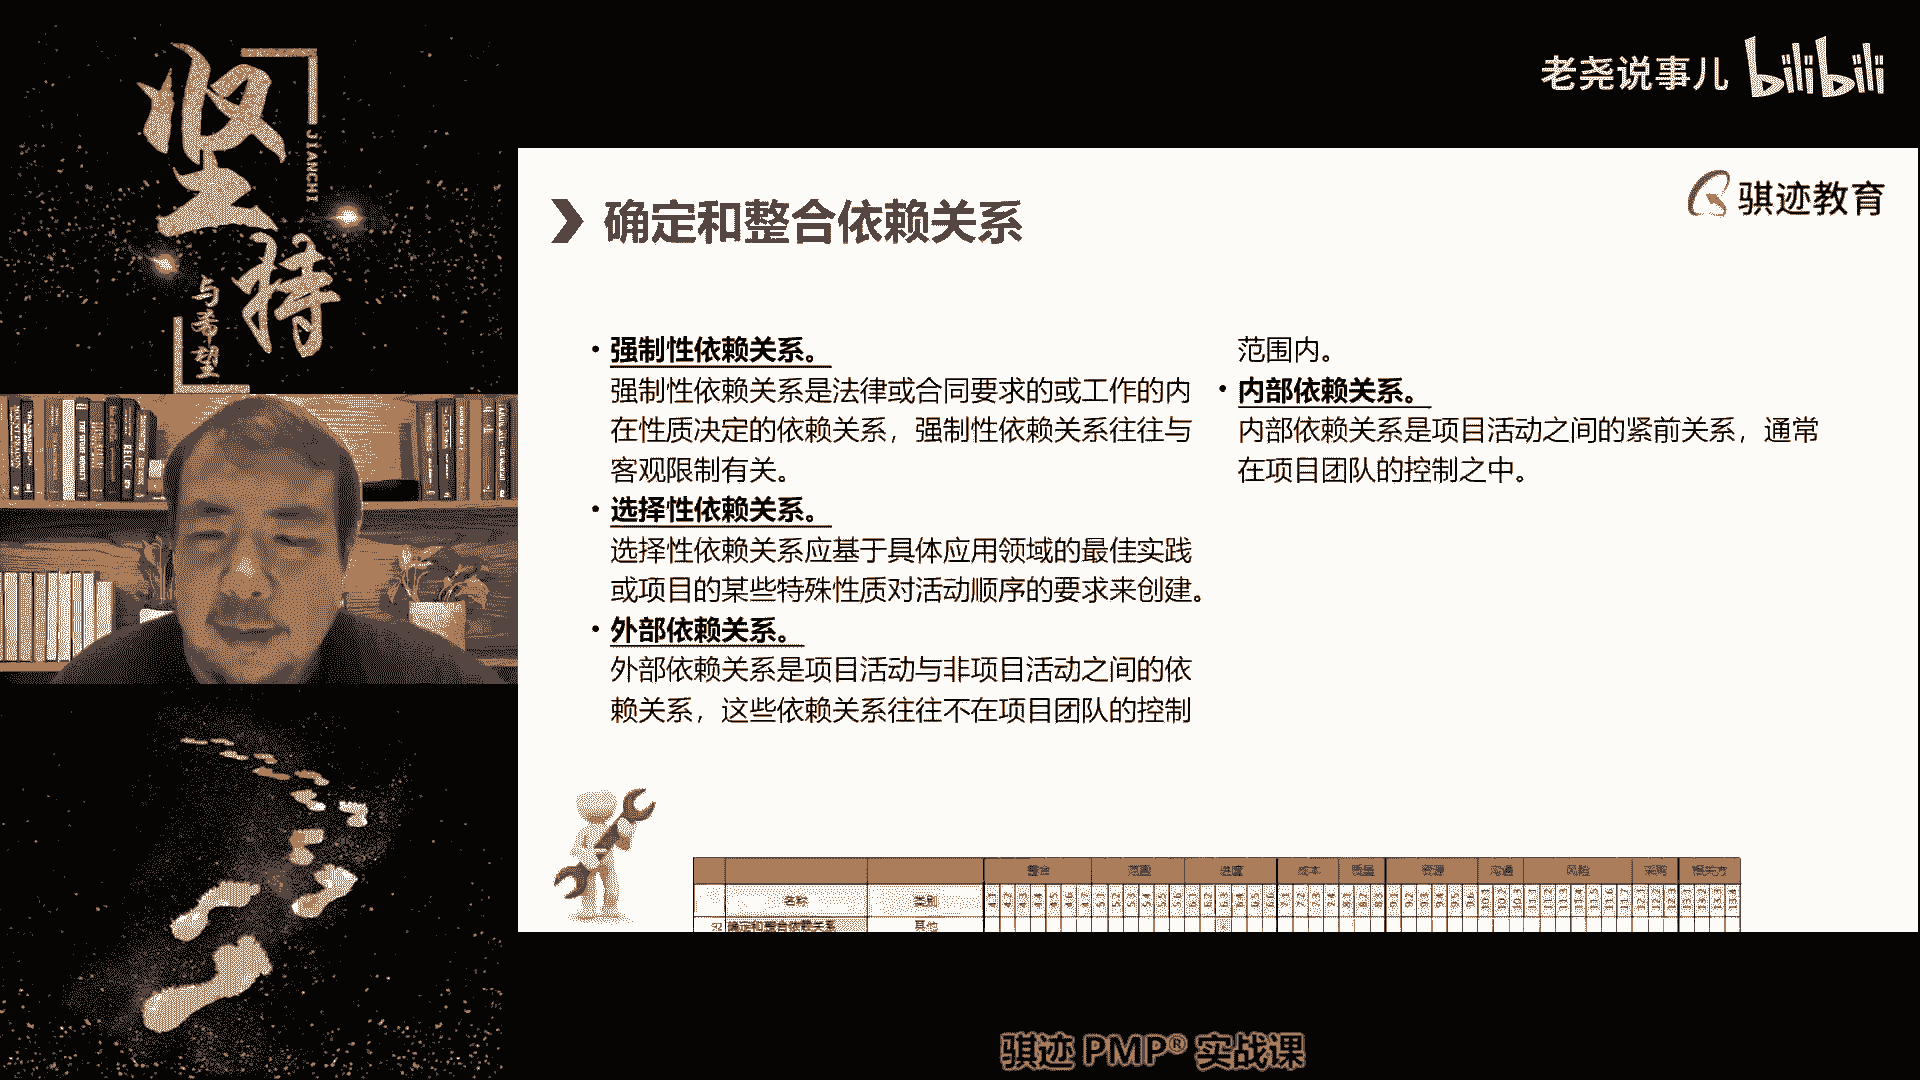 坚持
JIANCHI
与希望
老尧说事儿 bilibili
骐迹教育
确定和整合依赖关系
• 强制性依赖关系。
强制性依赖关系是法律或合同要求的或工作的内
在性质决定的依赖关系，强制性依赖关系往往与
客观限制有关。
• 选择性依赖关系。
选择性依赖关系应基于具体应用领域的最佳实践
或项目的某些特殊性质对活动顺序的要求来创建。
• 外部依赖关系。
外部依赖关系是项目活动与非项目活动之间的依
赖关系，这些依赖关系往往不在项目团队的控制
范围内。
• 内部依赖关系。
内部依赖关系是项目活动之间的紧前关系，通常
在项目团队的控制之中。
整合 范围 进度 成本 质量 资源 沟通 风险 采购 相关方
名称 类别
确定和整合依赖关系 其他
骐迹 PMP® 实战课